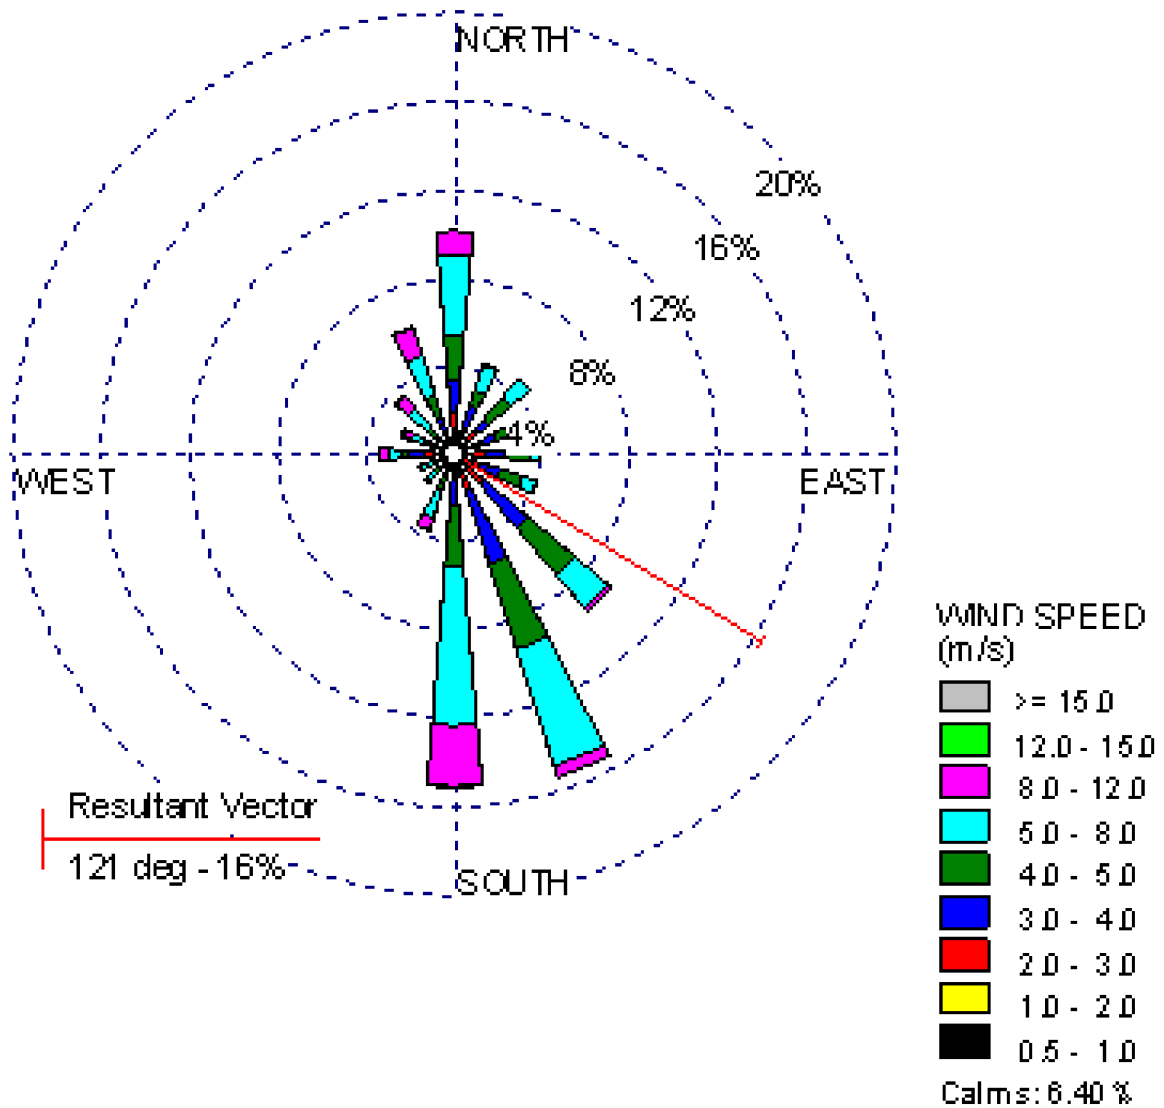 NORTH
20%
16%
12%
8%
4%
WEST
EAST
WIND SPEED
(m/s)
>= 15.0
12.0 - 15.0
8.0 - 12.0
5.0 - 8.0
4.0 - 5.0
3.0 - 4.0
2.0 - 3.0
1.0 - 2.0
0.5 - 1.0
Calms: 6.40 %
Resultant Vector
121 deg - 16%
SOUTH